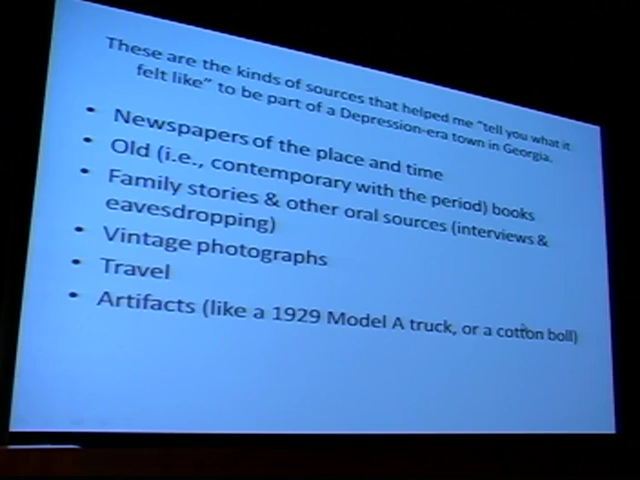 These are the kinds of sources that helped me "tell you what it
felt like" to be part of a Depression-era town in Georgia.
• Newspapers of the place and time
• Old (i.e., contemporary with the period) books
• Family stories & other oral sources (interviews &
eavesdropping)
• Vintage photographs
• Travel
• Artifacts (like a 1929 Model A truck, or a cotton boll)